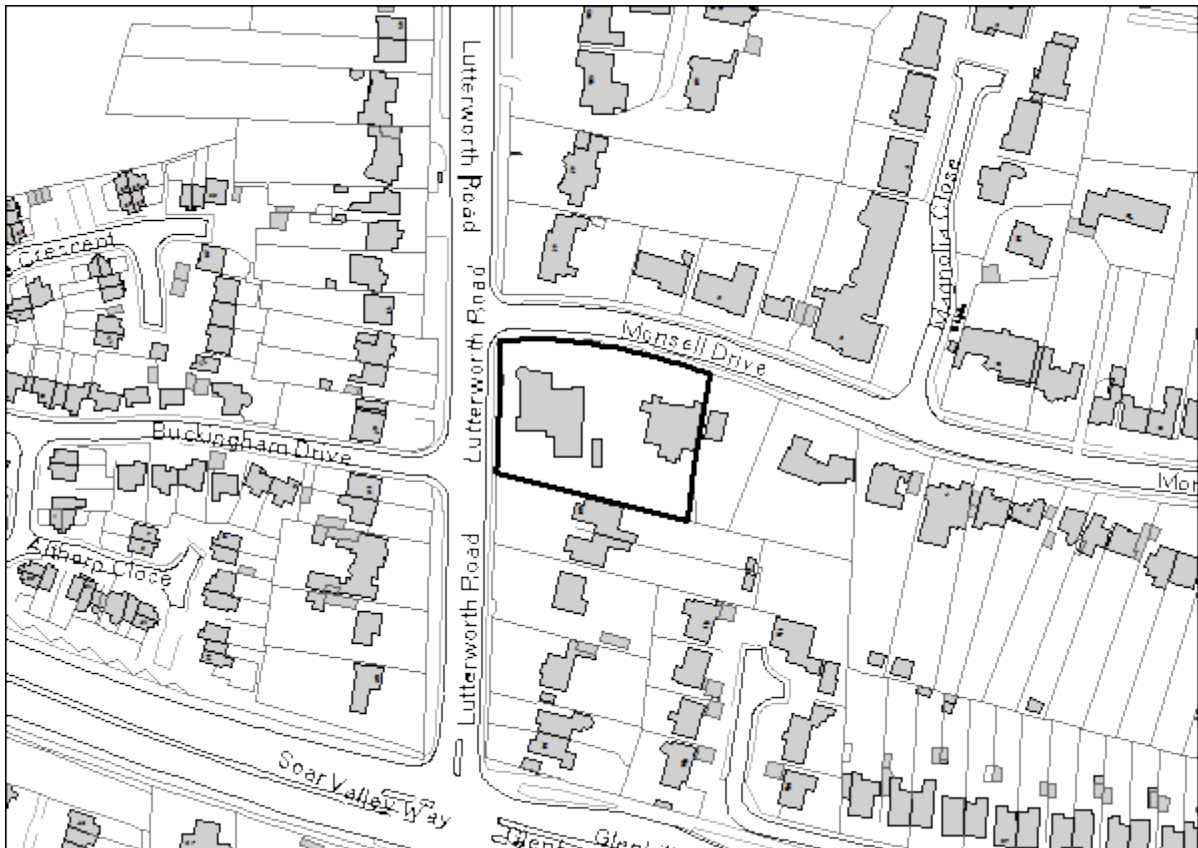 Lutterworth Road
Crescent
Magnolia Close
Lutterworth Road
Monsell Drive
Buckingham Drive
Althorp Close
Lutterworth Road
Soar Valley Way